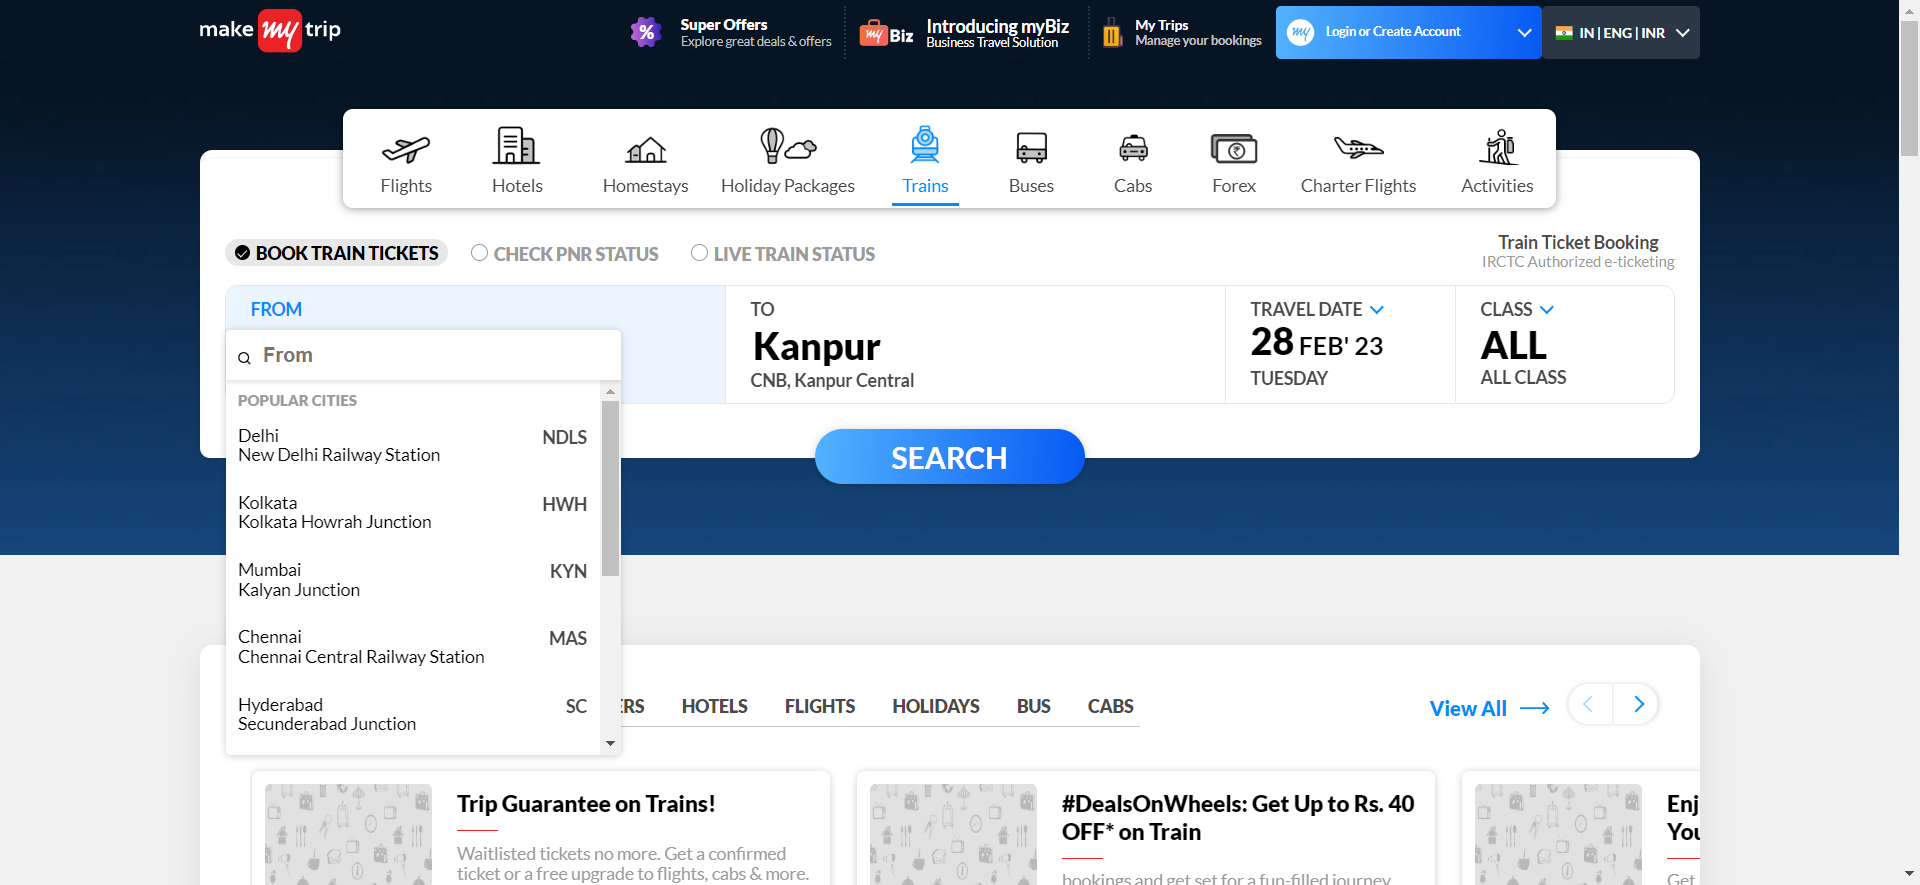 make my trip
Super Offers
Explore great deals & offers
my Biz
Introducing myBiz
Business Travel Solution
My Trips
Manage your bookings
my
Login or Create Account
IN | ENG | INR
Flights
Hotels
Homestays
Holiday Packages
Trains
Buses
Cabs
Forex
Charter Flights
Activities
BOOK TRAIN TICKETS
CHECK PNR STATUS
LIVE TRAIN STATUS
Train Ticket Booking
IRCTC Authorized e-ticketing
FROM
From
POPULAR CITIES
Delhi
New Delhi Railway Station
NDLS
Kolkata
Kolkata Howrah Junction
HWH
Mumbai
Kalyan Junction
KYN
Chennai
Chennai Central Railway Station
MAS
Hyderabad
Secunderabad Junction
SC
TO
Kanpur
CNB, Kanpur Central
TRAVEL DATE
28 FEB' 23
TUESDAY
CLASS
ALL
ALL CLASS
SEARCH
ERS
HOTELS
FLIGHTS
HOLIDAYS
BUS
CABS
View All
Trip Guarantee on Trains!
Waitlisted tickets no more. Get a confirmed
ticket or a free upgrade to flights, cabs & more.
#DealsOnWheels: Get Up to Rs. 40
OFF* on Train
bookings and get set for a fun-filled journey
Enj
You
Get